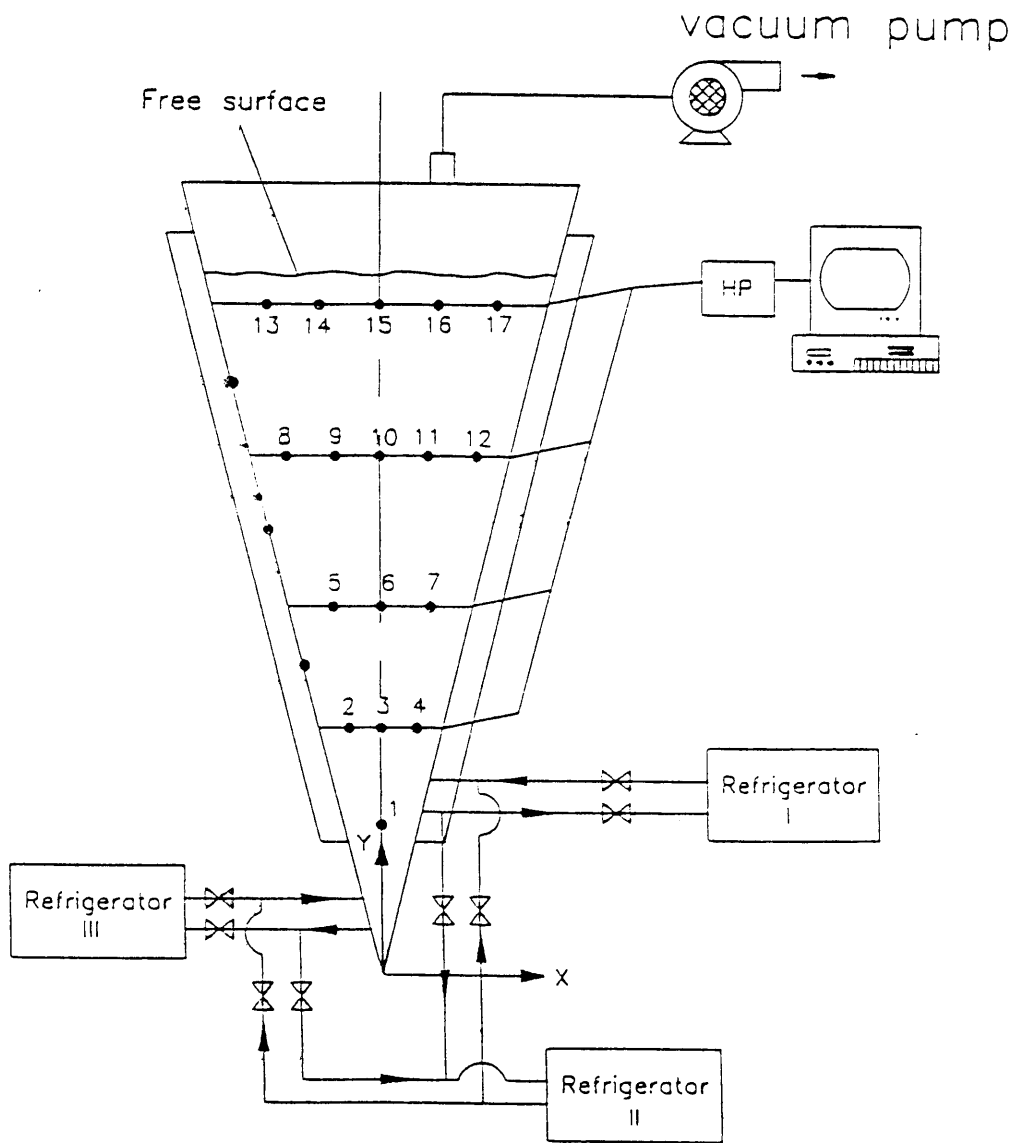 vacuum pump
Free surface
HP
13 14 15 16 17
8 9 10 11 12
5 6 7
2 3 4
1
Y
Refrigerator
I
Refrigerator
III
X
Refrigerator
II